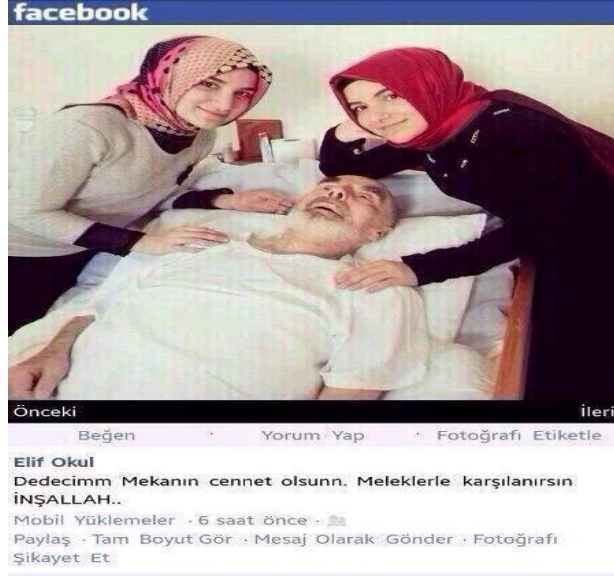 facebook
Önceki İleri
Beğen · Yorum Yap · Fotoğrafı Etiketle
Elif Okul
Dedecimm Mekanın cennet olsunn. Meleklerle karşılanırsın
İNŞALLAH..
Mobil Yüklemeler · 6 saat önce ·
Paylaş · Tam Boyut Gör · Mesaj Olarak Gönder · Fotoğrafı
Şikayet Et